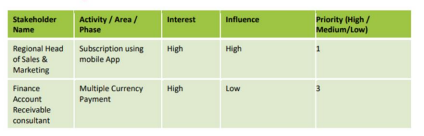 Stakeholder Name
Activity / Area / Phase
Interest
Influence
Priority (High / Medium/Low)
Regional Head of Sales & Marketing
Subscription using mobile App
High
High
1
Finance Account Receivable consultant
Multiple Currency Payment
High
Low
3